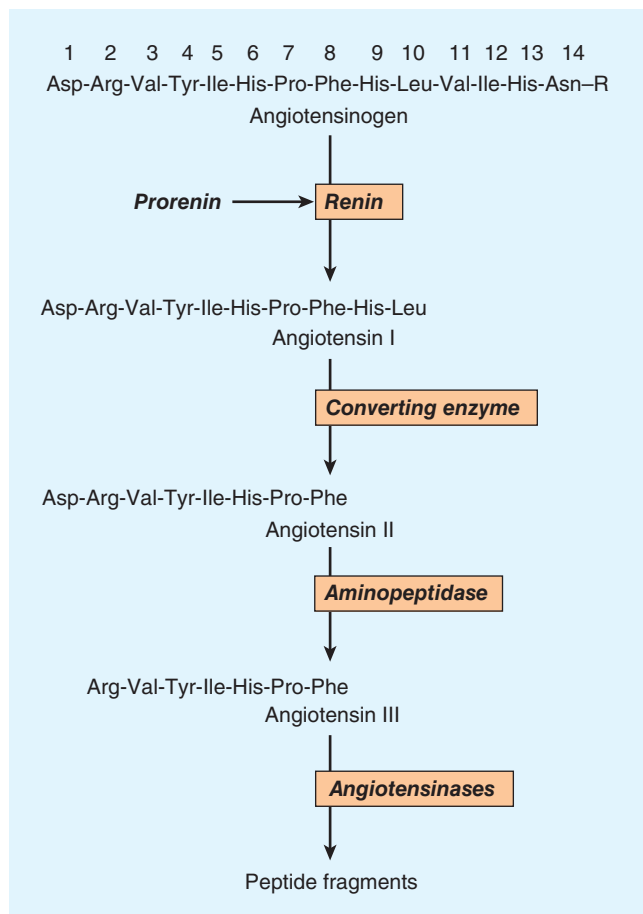 1 2 3 4 5 6 7 8 9 10 11 12 13 14
Asp-Arg-Val-Tyr-Ile-His-Pro-Phe-His-Leu-Val-Ile-His-Asn–R
Angiotensinogen
Prorenin Renin
Asp-Arg-Val-Tyr-Ile-His-Pro-Phe-His-Leu
Angiotensin I
Converting enzyme
Asp-Arg-Val-Tyr-Ile-His-Pro-Phe
Angiotensin II
Aminopeptidase
Arg-Val-Tyr-Ile-His-Pro-Phe
Angiotensin III
Angiotensinases
Peptide fragments